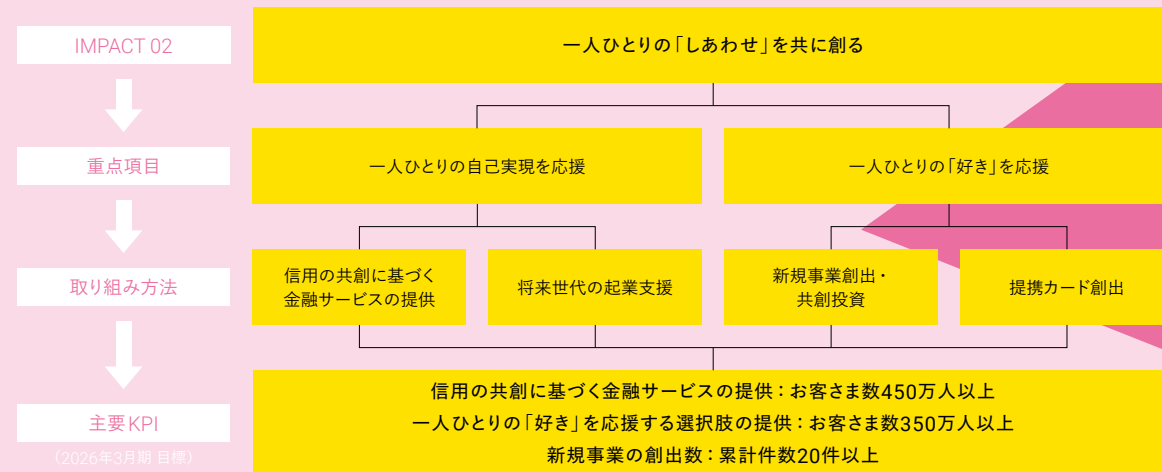 IMPACT 02
一人ひとりの「しあわせ」を共に創る
重点項目
一人ひとりの自己実現を応援
一人ひとりの「好き」を応援
取り組み方法
信用の共創に基づく
金融サービスの提供
将来世代の起業支援
新規事業創出・
共創投資
提携カード創出
主要KPI
(2026年3月期 目標)
信用の共創に基づく金融サービスの提供：お客さま数450万人以上
一人ひとりの「好き」を応援する選択肢の提供：お客さま数350万人以上
新規事業の創出数：累計件数20件以上